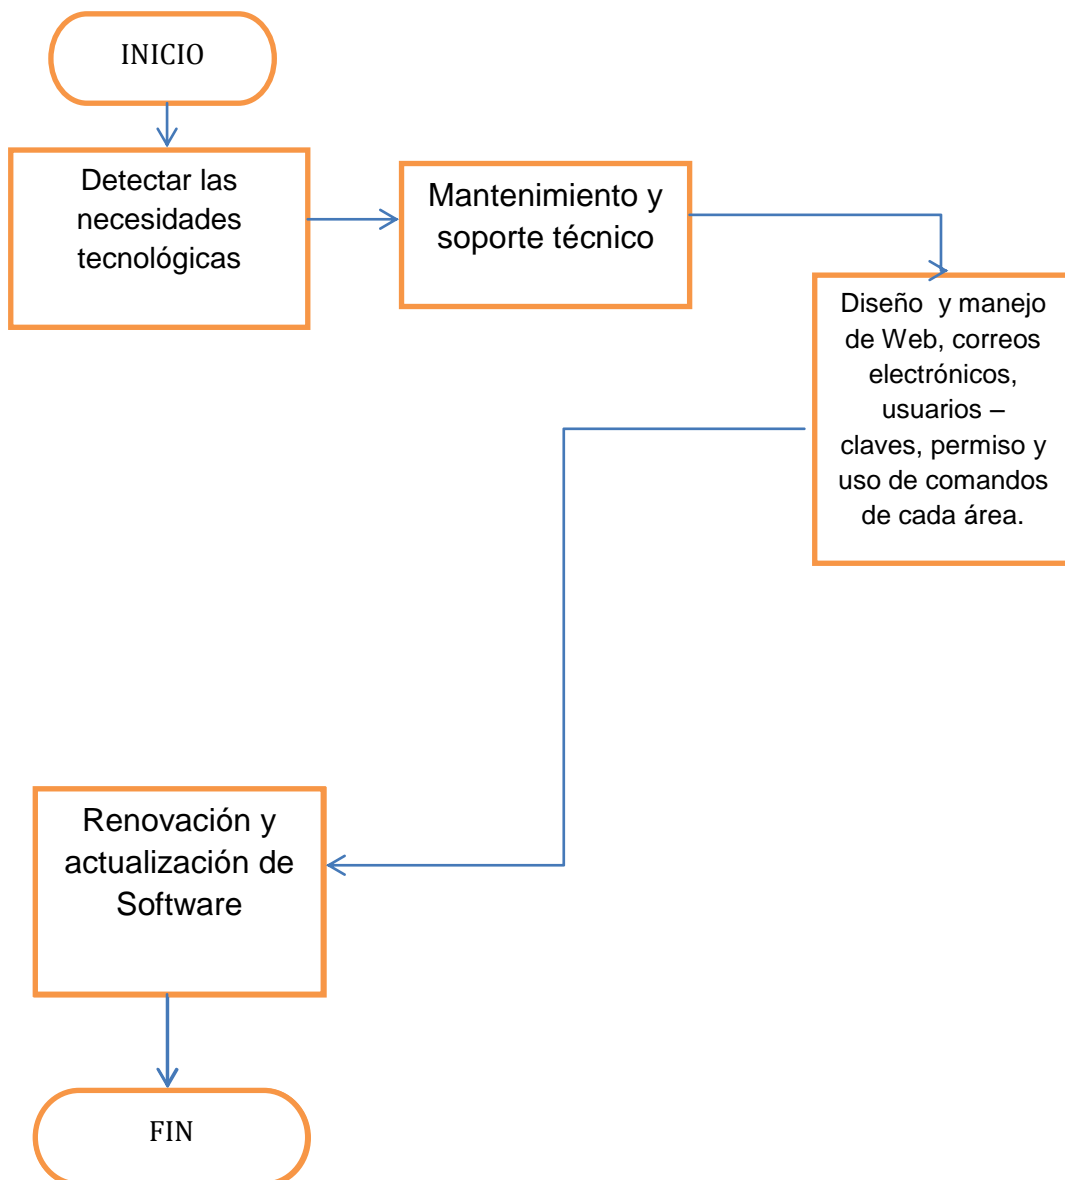 INICIO
Detectar las
necesidades
tecnológicas
Mantenimiento y
soporte técnico
Diseño  y manejo
de Web, correos
electrónicos,
usuarios –
claves, permiso y
uso de comandos
de cada área.
Renovación y
actualización de
Software
FIN